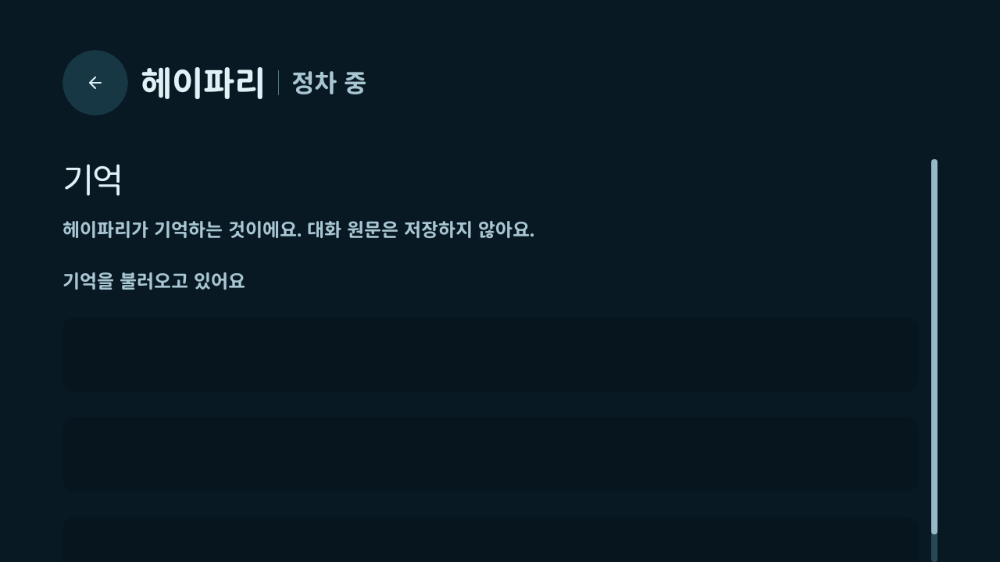 헤이파리 정차 중
기억
헤이파리가 기억하는 것이에요. 대화 원문은 저장하지 않아요.
기억을 불러오고 있어요